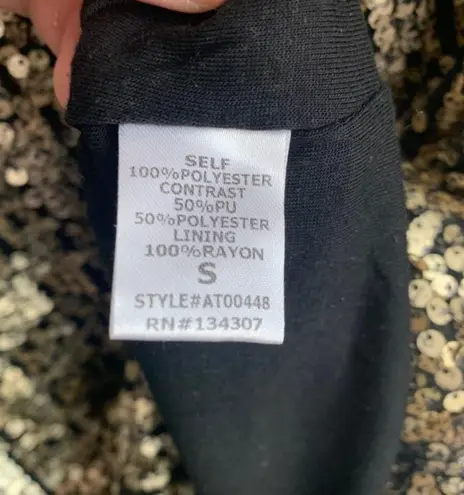 SELF
100%POLYESTER
CONTRAST
50%PU
50%POLYESTER
LINING
100%RAYON
S
STYLE#AT00448
RN#134307